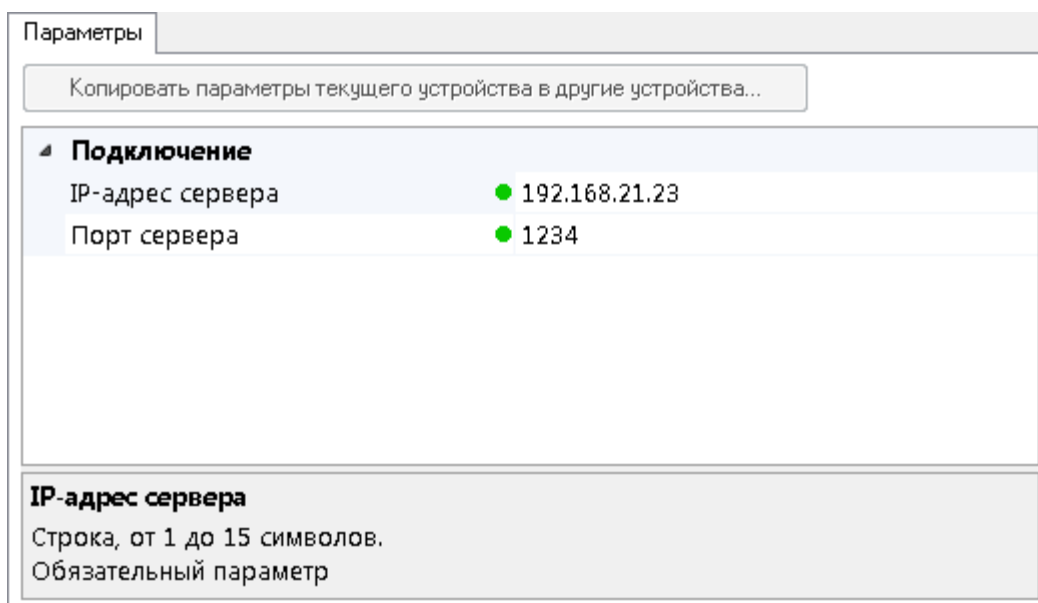 Параметры
Копировать параметры текущего устройства в другие устройства...
Подключение
IP-адрес сервера 192.168.21.23
Порт сервера 1234
IP-адрес сервера
Строка, от 1 до 15 символов.
Обязательный параметр